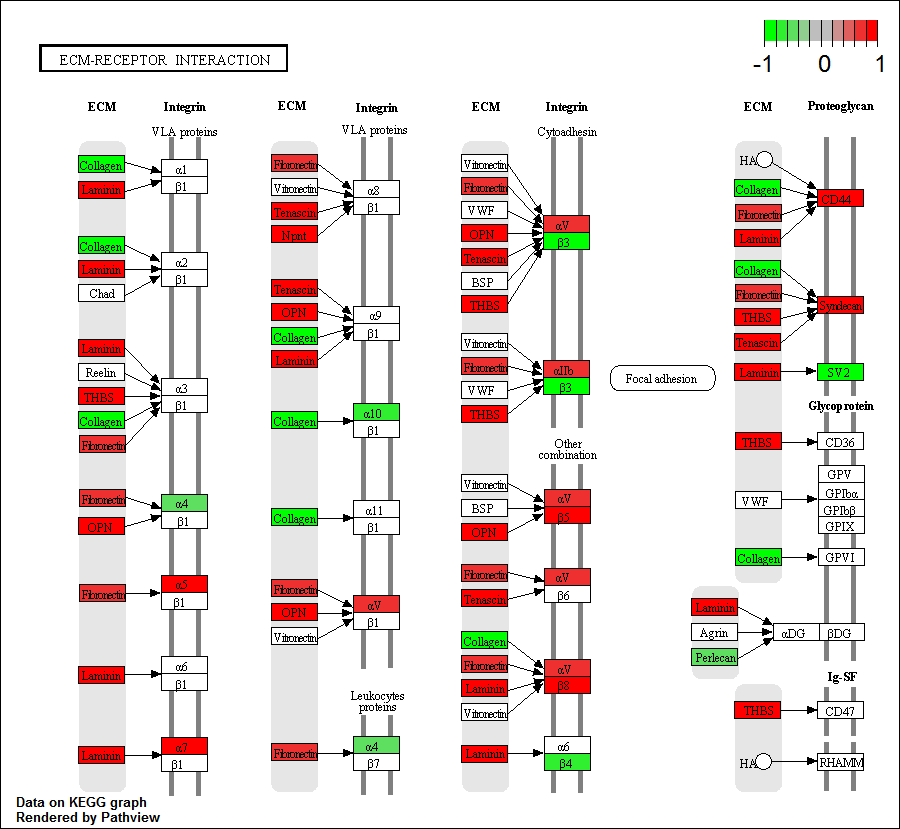 ECM-RECEPTOR INTERACTION
-1 0 1
ECM Integrin
VLA proteins
Collagen
Laminin
α1
β1
Collagen
Laminin
Chad
α2
β1
Laminin
Reelin
THBS
Collagen
Fibronectin
α3
β1
Fibronectin
OPN
α4
β1
Fibronectin
α5
β1
Laminin
α6
β1
Laminin
α7
β1
ECM Integrin
VLA proteins
Fibronectin
Vitronectin
Tenascin
Npnt
α8
β1
Tenascin
OPN
Collagen
Laminin
α9
β1
Collagen
α10
β1
Collagen
α11
β1
Fibronectin
OPN
Vitronectin
αV
β1
Leukocytes
proteins
Fibronectin
α4
β7
ECM Integrin
Cytoadhesin
Vitronectin
Fibronectin
VWF
OPN
Tenascin
BSP
THBS
αV
β3
Vitronectin
Fibronectin
VWF
THBS
αIIb
β3
Other
combination
Vitronectin
BSP
OPN
αV
β5
Fibronectin
Tenascin
αV
β6
Collagen
Fibronectin
Laminin
Vitronectin
αV
β8
Laminin
α6
β4
Focal adhesion
ECM Proteoglycan
HA
Collagen
Fibronectin
Laminin
CD44
Collagen
Fibronectin
THBS
Tenascin
Syndecan
Laminin
SV2
Glycoprotein
THBS
CD36
VWF
GPV
GPIbα
GPIbβ
GPIX
Collagen
GPVI
Laminin
Agrin
Perlecan
αDG βDG
Ig-SF
THBS
CD47
HA
RHAMM
Data on KEGG graph
Rendered by Pathview